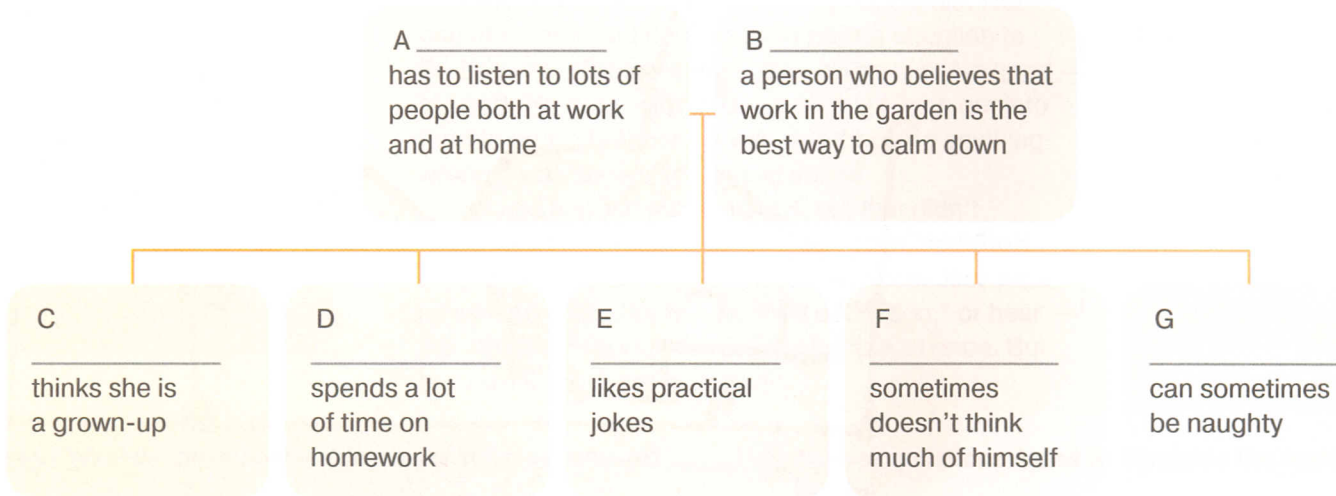 A ____________
has to listen to lots of
people both at work
and at home
B ____________
a person who believes that
work in the garden is the
best way to calm down
C
____________
thinks she is
a grown-up
D
____________
spends a lot
of time on
homework
E
____________
likes practical
jokes
F
____________
sometimes
doesn't think
much of himself
G
____________
can sometimes
be naughty